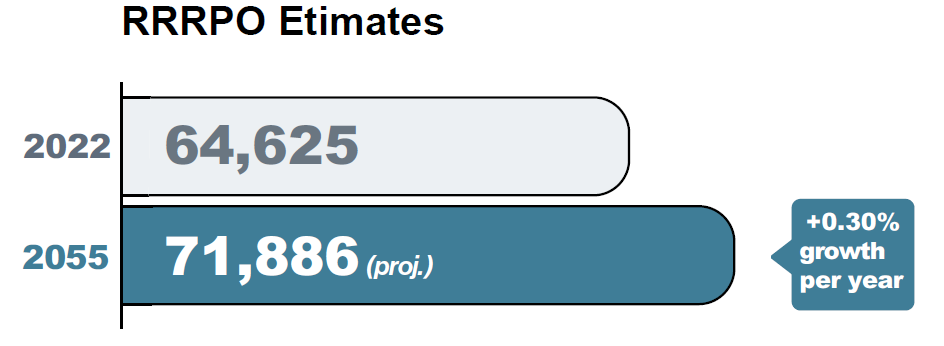 RRRPO Etimates
2022 64,625
2055 71,886 (proj.)
+0.30%
growth
per year